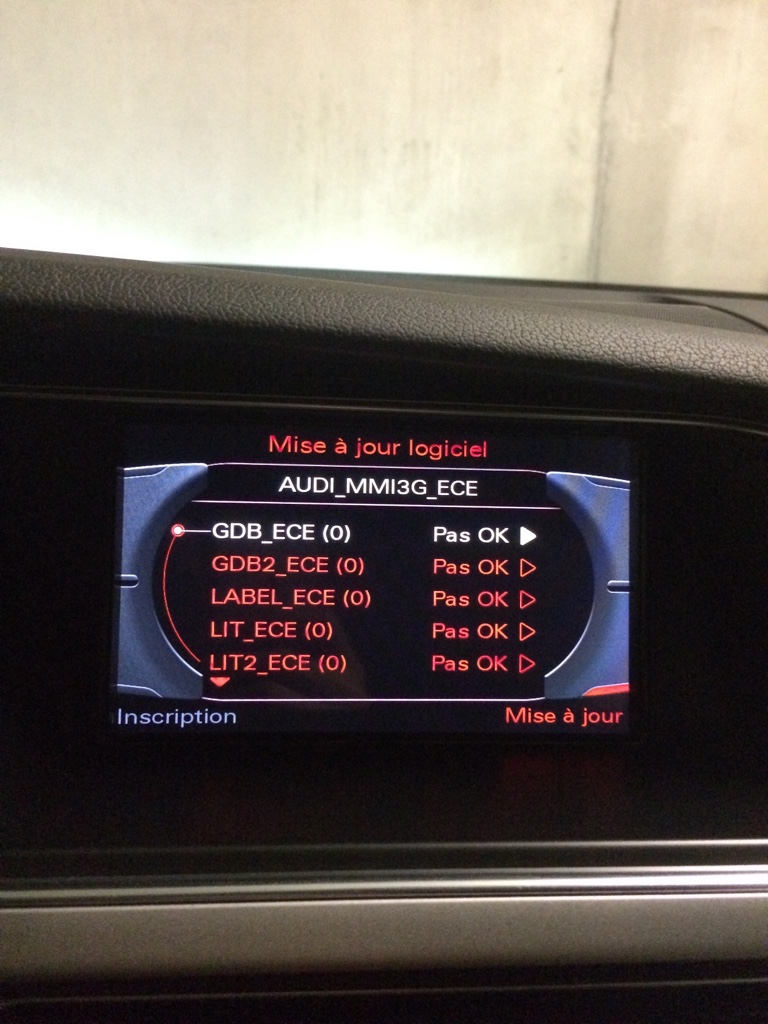 Mise à jour logiciel
AUDI_MMI3G_ECE
GDB_ECE (0) Pas OK
GDB2_ECE (0) Pas OK
LABEL_ECE (0) Pas OK
LIT_ECE (0) Pas OK
LIT2_ECE (0) Pas OK
Inscription Mise à jour